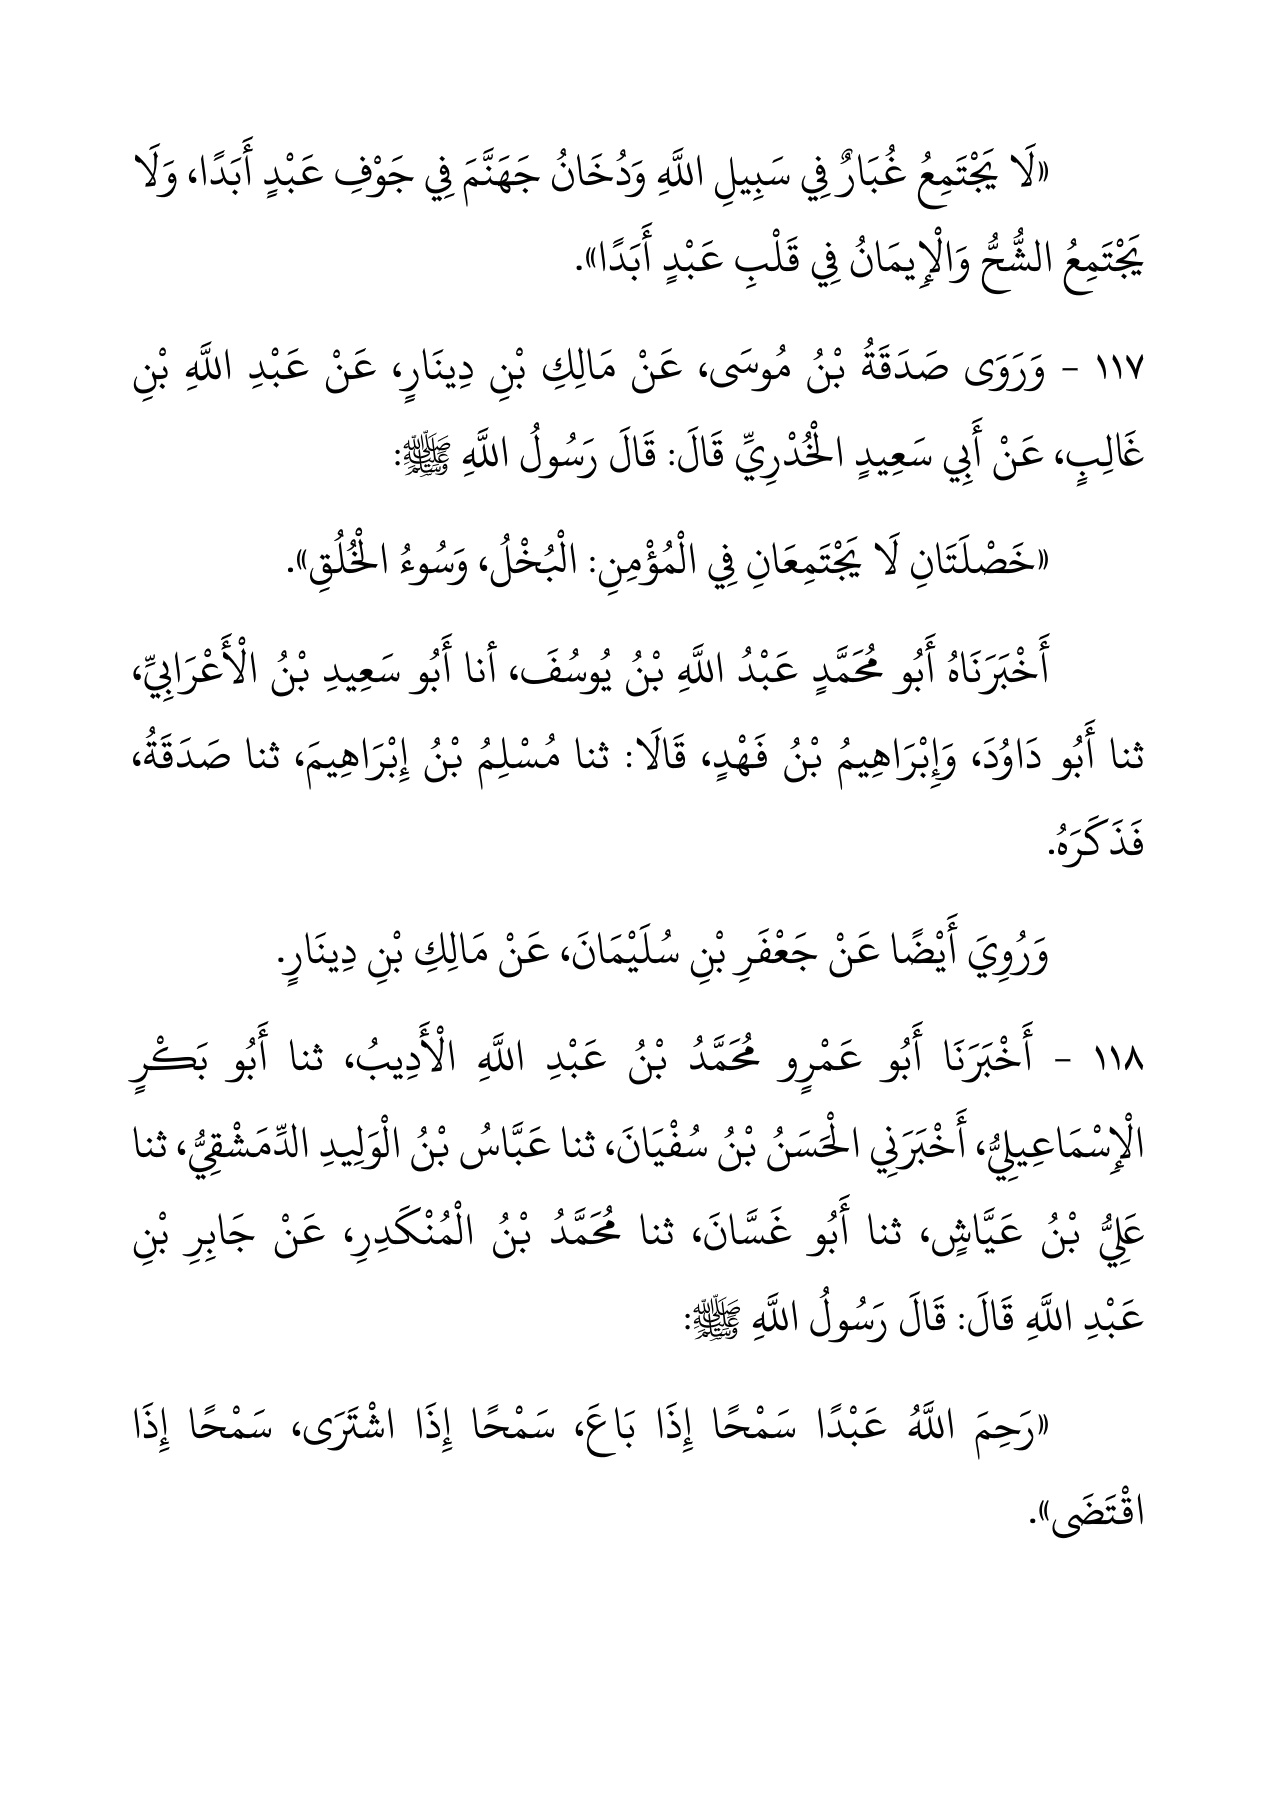 «لَا يَجْتَمِعُ غُبَارٌ فِي سَبِيلِ اللَّهِ وَدُخَانُ جَهَنَّمَ فِي جَوْفِ عَبْدٍ أَبَدًا، وَلَا
يَجْتَمِعُ الشُّحُّ وَالْإِيمَانُ فِي قَلْبِ عَبْدٍ أَبَدًا».
١١٧ - وَرَوَى صَدَقَةُ بْنُ مُوسَى، عَنْ مَالِكِ بْنِ دِينَارٍ، عَنْ عَبْدِ اللَّهِ بْنِ
غَالِبٍ، عَنْ أَبِي سَعِيدٍ الْخُدْرِيِّ قَالَ: قَالَ رَسُولُ اللَّهِ ﷺ:
«خَصْلَتَانِ لَا يَجْتَمِعَانِ فِي الْمُؤْمِنِ: الْبُخْلُ، وَسُوءُ الْخُلُقِ».
أَخْبَرَنَاهُ أَبُو مُحَمَّدٍ عَبْدُ اللَّهِ بْنُ يُوسُفَ، أنا أَبُو سَعِيدِ بْنُ الْأَعْرَابِيِّ،
ثنا أَبُو دَاوُدَ، وَإِبْرَاهِيمُ بْنُ فَهْدٍ، قَالَا: ثنا مُسْلِمُ بْنُ إِبْرَاهِيمَ، ثنا صَدَقَةُ،
فَذَكَرَهُ.
وَرُوِيَ أَيْضًا عَنْ جَعْفَرِ بْنِ سُلَيْمَانَ، عَنْ مَالِكِ بْنِ دِينَارٍ.
١١٨ - أَخْبَرَنَا أَبُو عَمْرٍو مُحَمَّدُ بْنُ عَبْدِ اللَّهِ الْأَدِيبُ، ثنا أَبُو بَكْرٍ
الْإِسْمَاعِيلِيُّ، أَخْبَرَنِي الْحَسَنُ بْنُ سُفْيَانَ، ثنا عَبَّاسُ بْنُ الْوَلِيدِ الدِّمَشْقِيُّ، ثنا
عَلِيُّ بْنُ عَيَّاشٍ، ثنا أَبُو غَسَّانَ، ثنا مُحَمَّدُ بْنُ الْمُنْكَدِرِ، عَنْ جَابِرِ بْنِ
عَبْدِ اللَّهِ قَالَ: قَالَ رَسُولُ اللَّهِ ﷺ:
«رَحِمَ اللَّهُ عَبْدًا سَمْحًا إِذَا بَاعَ، سَمْحًا إِذَا اشْتَرَى، سَمْحًا إِذَا
اقْتَضَى».